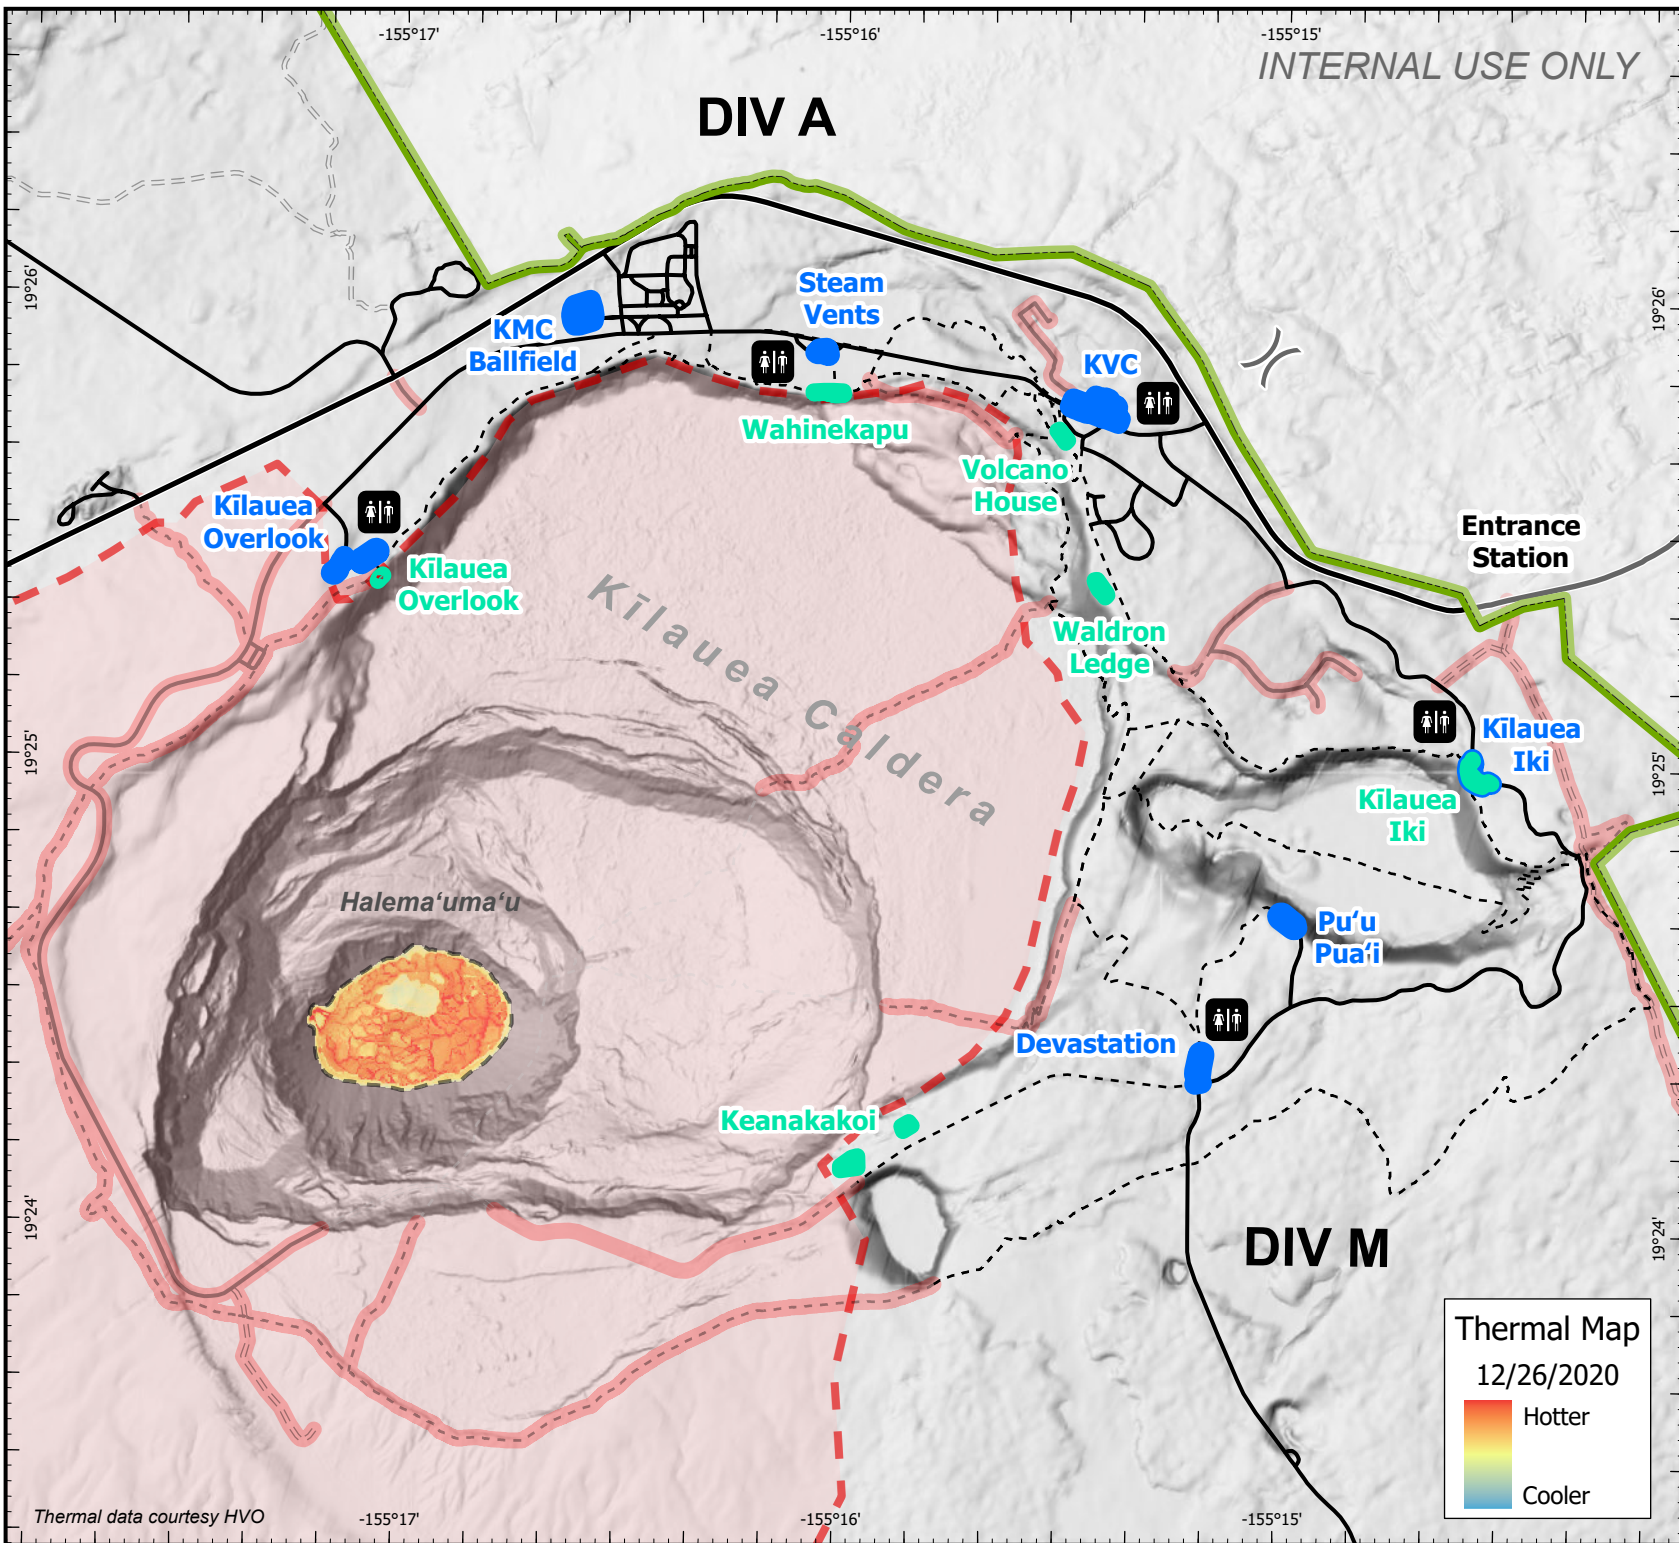 -155°17'
-155°16'
-155°15'
INTERNAL USE ONLY
DIV A
19°26'
19°26'
Steam
Vents
KMC
Ballfield
KVC
Wahinekapu
Volcano
House
Kīlauea
Overlook
Kīlauea
Overlook
Entrance
Station
Kīlauea Caldera
Waldron
Ledge
19°25'
19°25'
Kīlauea
Iki
Kīlauea
Iki
Halemaʻumaʻu
Puʻu
Puaʻi
Devastation
Keanakakoi
19°24'
19°24'
DIV M
Thermal Map
12/26/2020
Hotter
Cooler
Thermal data courtesy HVO
-155°17'
-155°16'
-155°15'